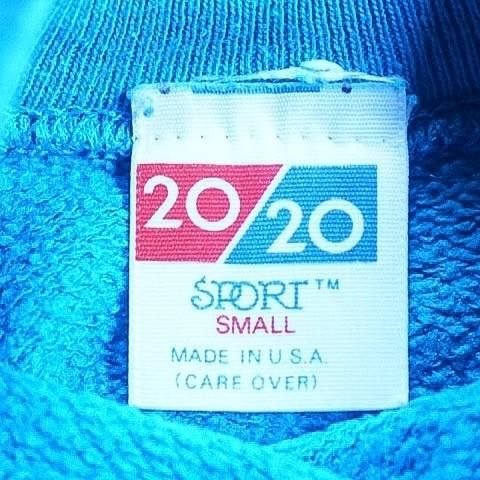 20/20
SPORT™
SMALL
MADE IN U.S.A.
(CARE OVER)